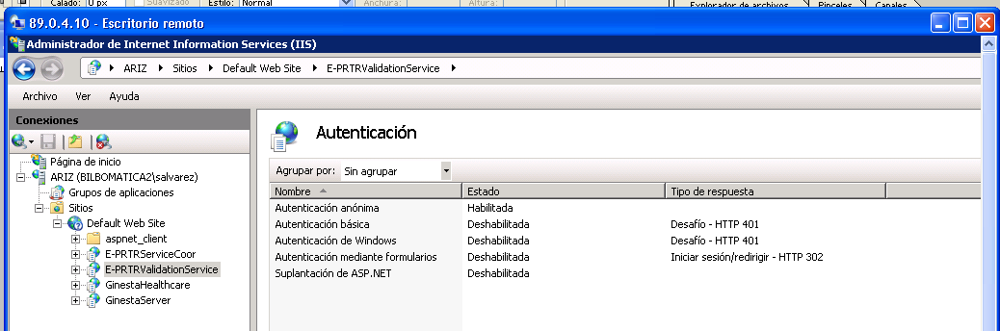 Calado: 0 px Suavizado Estilo: Normal Anchura: Altura: Explorador de archivos Pinceles Canales
89.0.4.10 - Escritorio remoto
Administrador de Internet Information Services (IIS)
ARIZ Sitios Default Web Site E-PRTRValidationService
Archivo Ver Ayuda
Conexiones
Página de inicio
ARIZ (BILBOMATICA2\salvarez)
Grupos de aplicaciones
Sitios
Default Web Site
aspnet_client
E-PRTRServiceCoor
E-PRTRValidationService
GinestaHealthcare
GinestaServer
Autenticación
Agrupar por: Sin agrupar
Nombre Estado Tipo de respuesta
Autenticación anónima Habilitada
Autenticación básica Deshabilitada Desafío - HTTP 401
Autenticación de Windows Deshabilitada Desafío - HTTP 401
Autenticación mediante formularios Deshabilitada Iniciar sesión/redirigir - HTTP 302
Suplantación de ASP.NET Deshabilitada